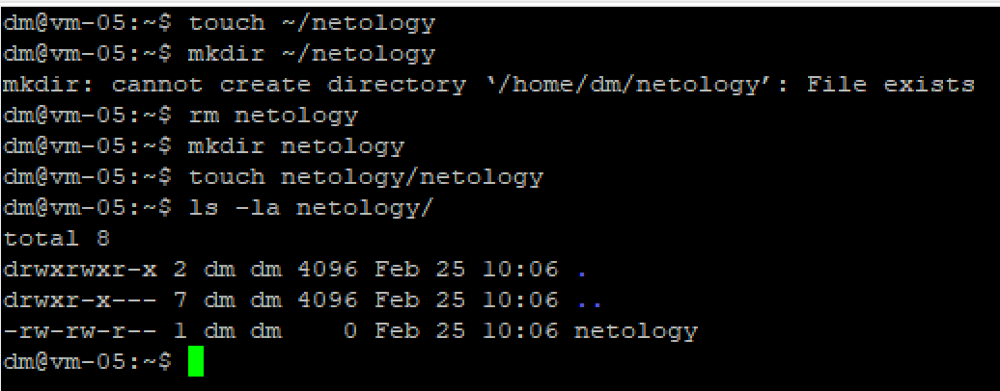 dm@vm-05:~$ touch ~/netology
dm@vm-05:~$ mkdir ~/netology
mkdir: cannot create directory ‘/home/dm/netology’: File exists
dm@vm-05:~$ rm netology
dm@vm-05:~$ mkdir netology
dm@vm-05:~$ touch netology/netology
dm@vm-05:~$ ls -la netology/
total 8
drwxrwxr-x 2 dm dm 4096 Feb 25 10:06 .
drwxr-x--- 7 dm dm 4096 Feb 25 10:06 ..
-rw-rw-r-- 1 dm dm    0 Feb 25 10:06 netology
dm@vm-05:~$